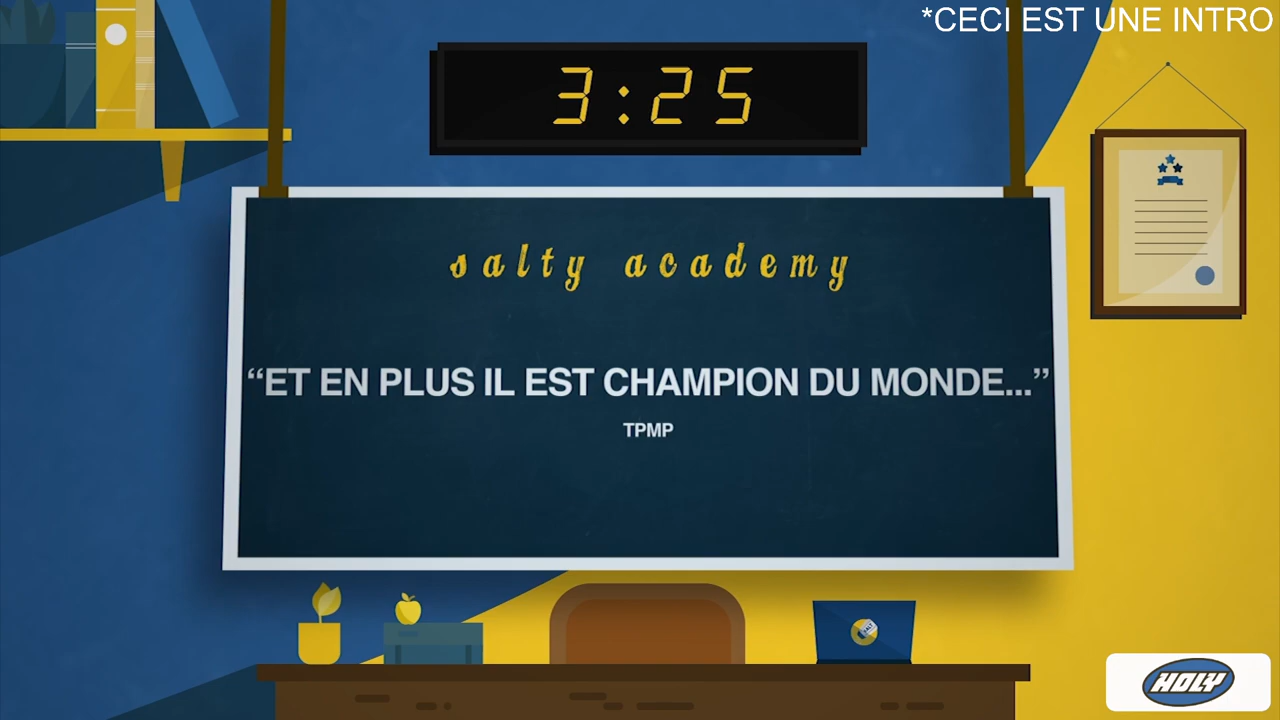 *CECI EST UNE INTRO
3:25
salty academy
“ET EN PLUS IL EST CHAMPION DU MONDE...”
TPMP
HOLY